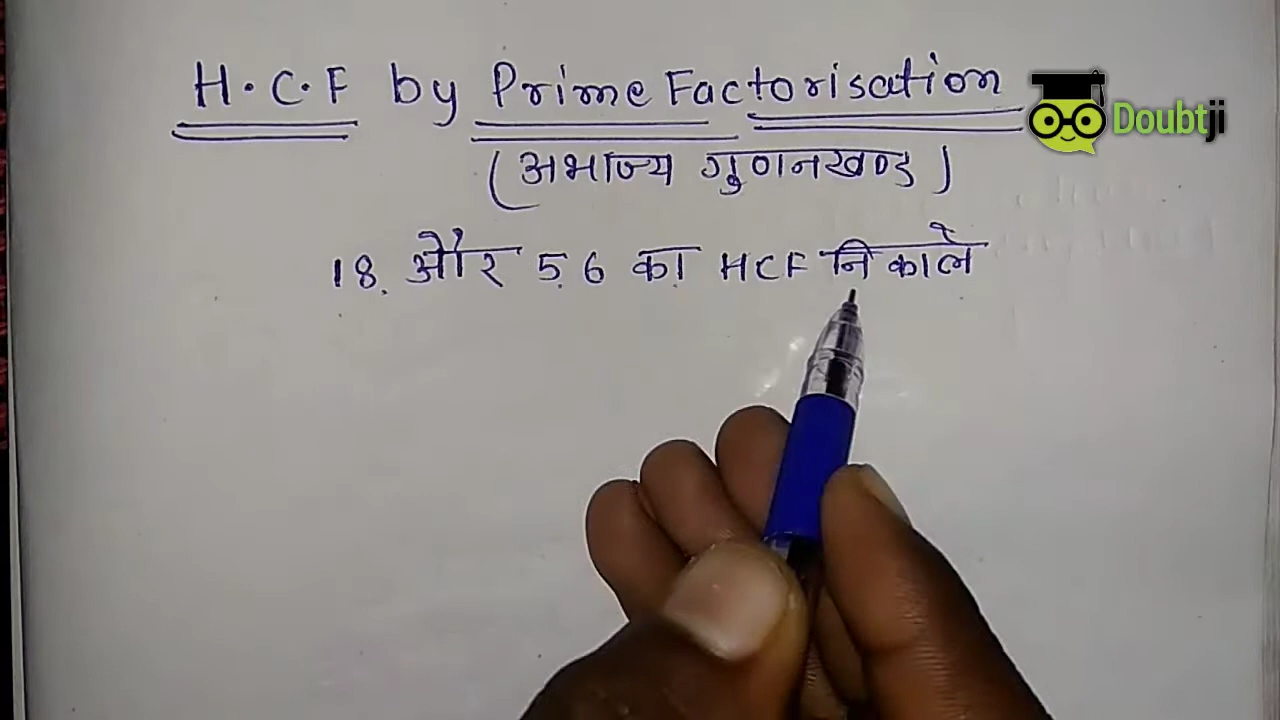 H.C.F by Prime Factorisation
Doubtji
(अभाज्य गुणनखण्ड)
18 और 56 का HCF निकाले